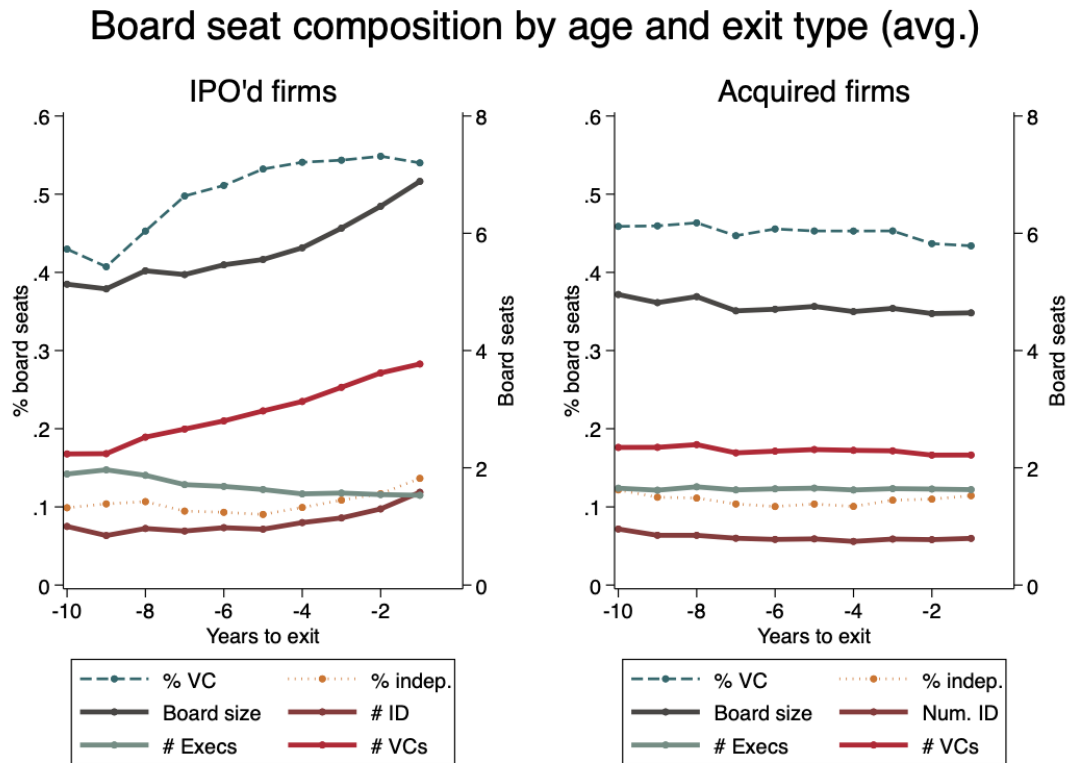 Board seat composition by age and exit type (avg.)
IPO'd firms
.6
.5
.4
.3
.2
.1
0
% board seats
8
6
4
2
0
Board seats
-10
-8
-6
-4
-2
Years to exit
% VC
% indep.
Board size
# ID
# Execs
# VCs
Acquired firms
.6
.5
.4
.3
.2
.1
0
% board seats
8
6
4
2
0
Board seats
-10
-8
-6
-4
-2
Years to exit
% VC
% indep.
Board size
Num. ID
# Execs
# VCs